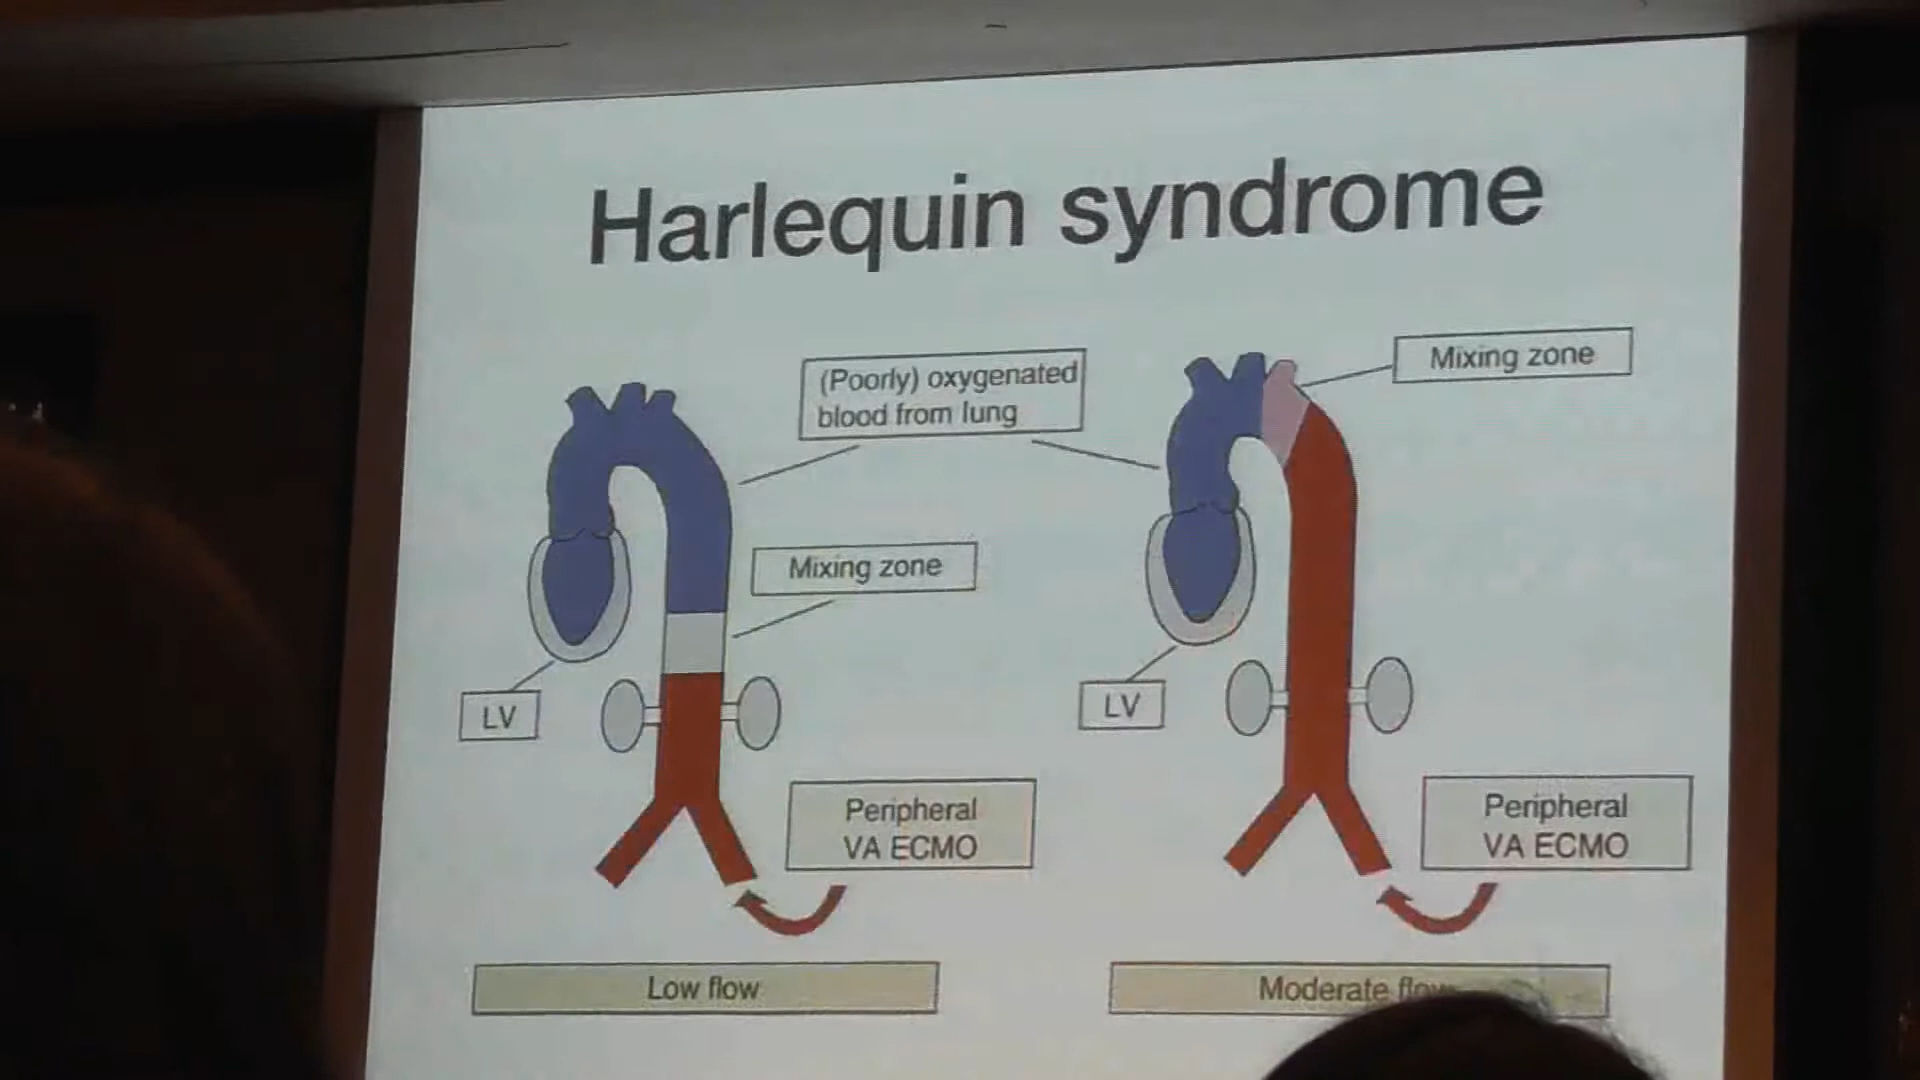 Harlequin syndrome
(Poorly) oxygenated
blood from lung
Mixing zone
Mixing zone
LV
LV
Peripheral
VA ECMO
Peripheral
VA ECMO
Low flow
Moderate flow